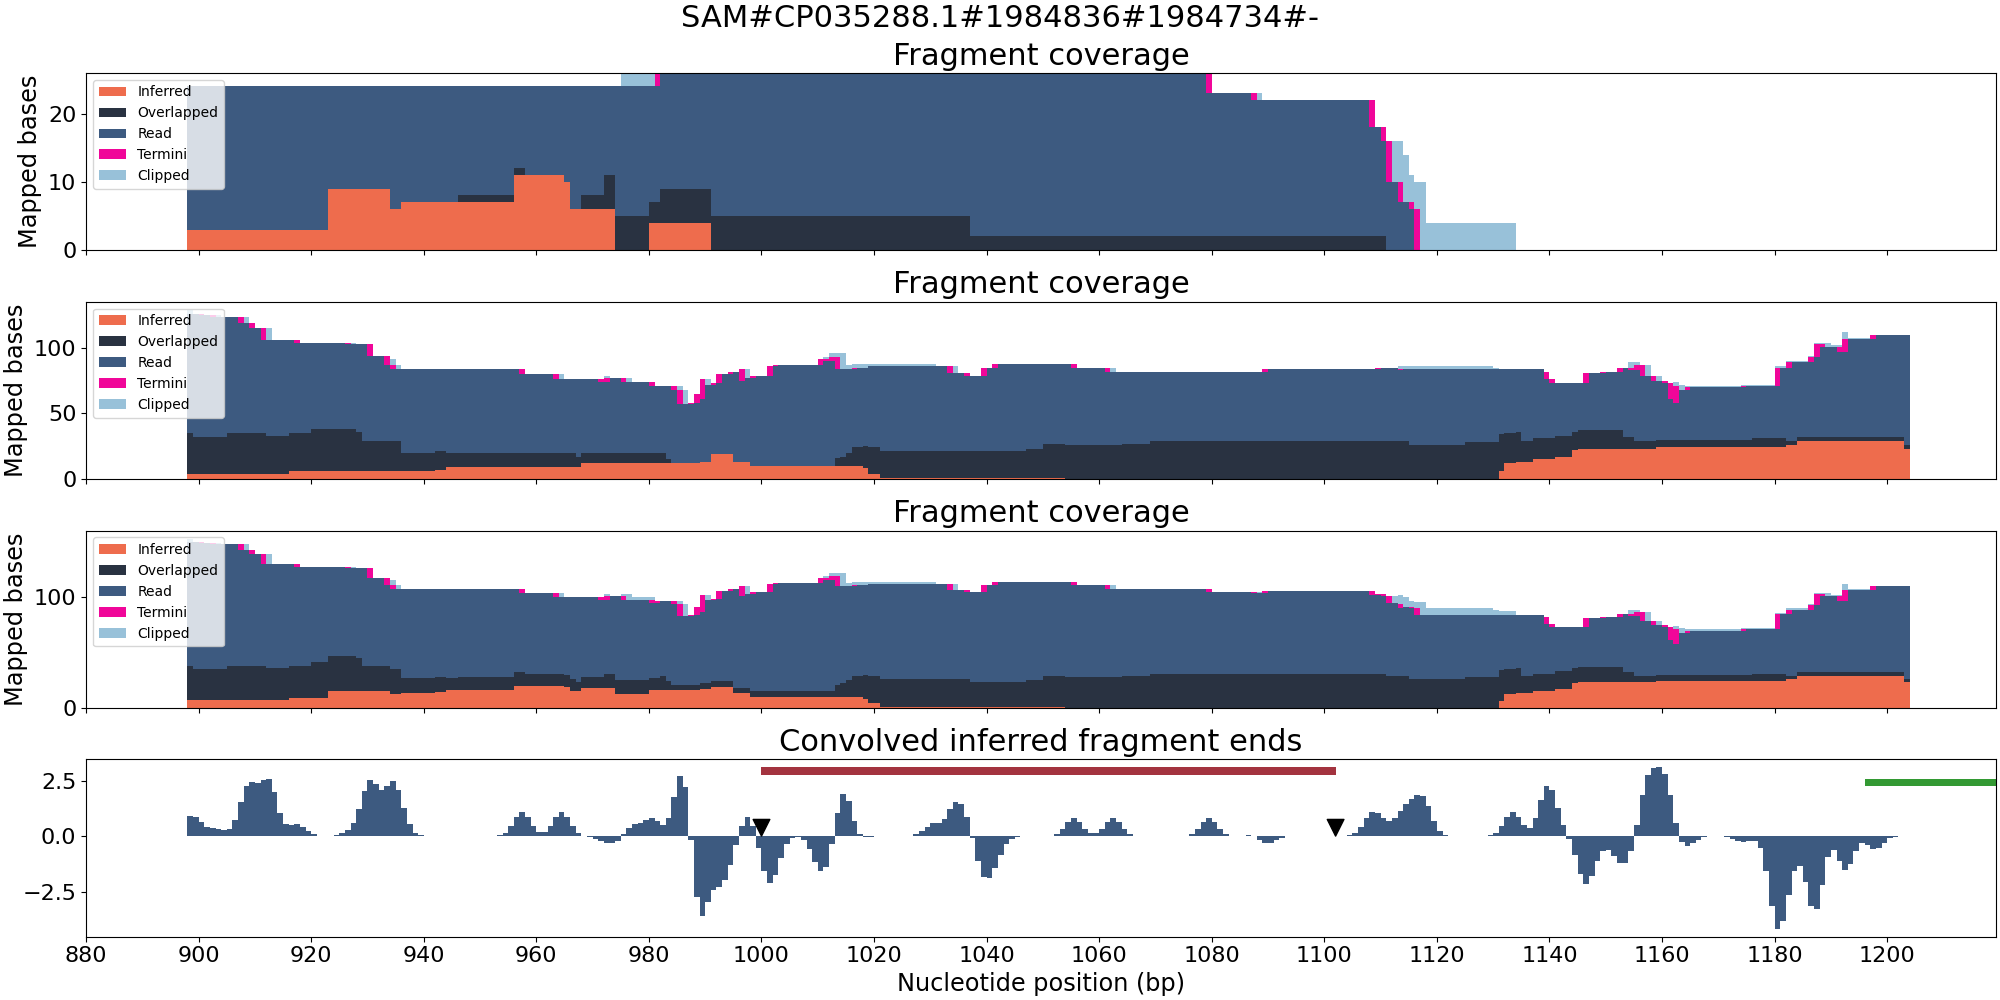 SAM#CP035288.1#1984836#1984734#-
Fragment coverage
Mapped bases
20
10
0
Inferred
Overlapped
Read
Termini
Clipped
Fragment coverage
Mapped bases
100
50
0
Inferred
Overlapped
Read
Termini
Clipped
Fragment coverage
Mapped bases
100
0
Inferred
Overlapped
Read
Termini
Clipped
Convolved inferred fragment ends
2.5
0.0
−2.5
880 900 920 940 960 980 1000 1020 1040 1060 1080 1100 1120 1140 1160 1180 1200
Nucleotide position (bp)